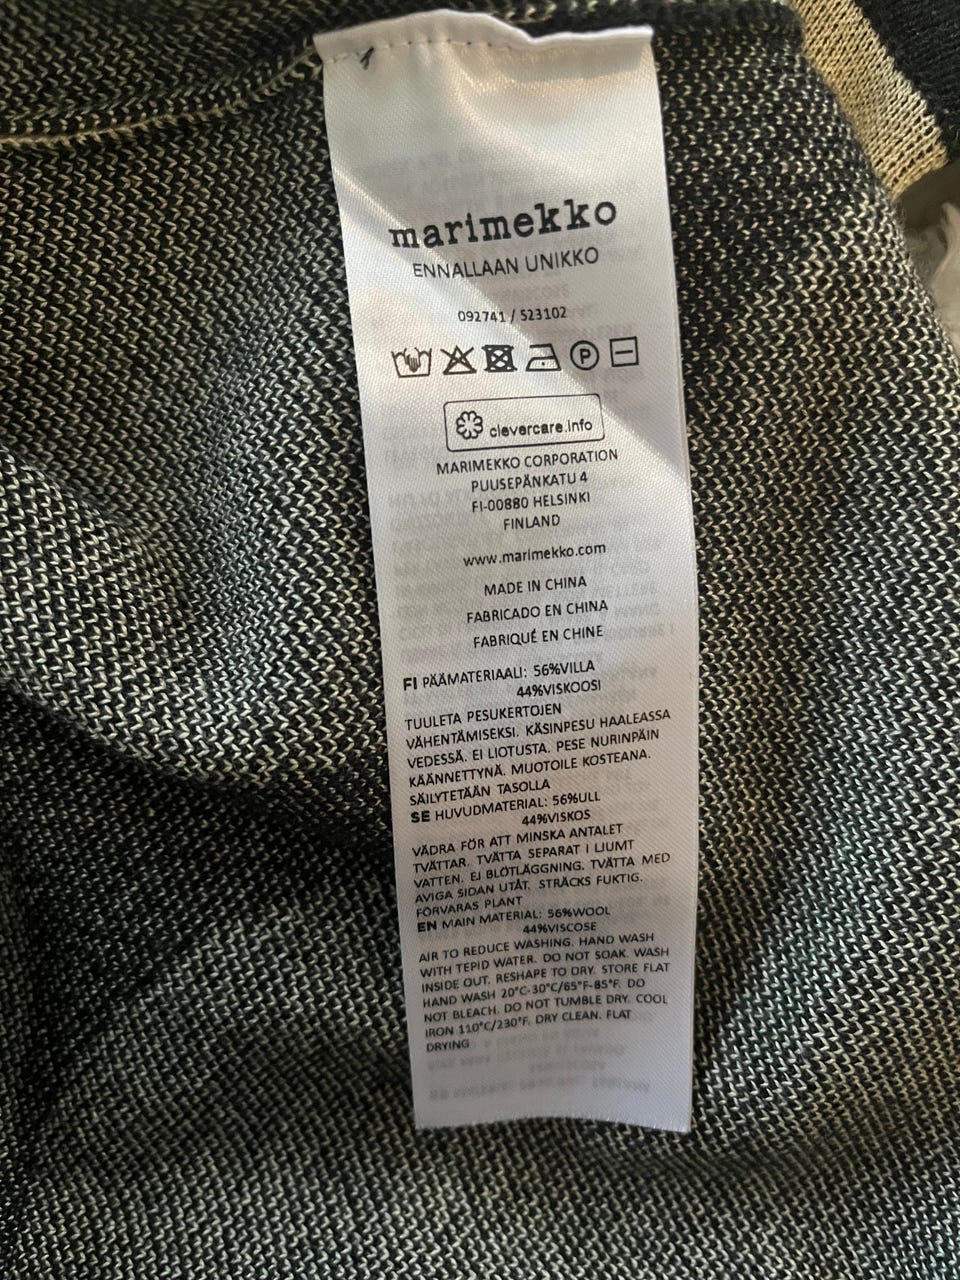 marimekko
ENNALLAAN UNIKKO
092741 / 523102
P
clevercare.info
MARIMEKKO CORPORATION
PUUSEPÄNKATU 4
FI-00880 HELSINKI
FINLAND
www.marimekko.com
MADE IN CHINA
FABRICADO EN CHINA
FABRIQUÉ EN CHINE
FI PÄÄMATERIAALI: 56%VILLA
44%VISKOOSI
TUULETA PESUKERTOJEN
VÄHENTÄMISEKSI. KÄSINPESU HAALEASSA
VEDESSÄ. EI LIOTUSTA. PESE NURINPÄIN
KÄÄNNETTYNÄ. MUOTOILE KOSTEANA.
SÄILYTETÄÄN TASOLLA
SE HUVUDMATERIAL: 56%ULL
44%VISKOS
VÄDRA FÖR ATT MINSKA ANTALET
TVÄTTAR. TVÄTTA SEPARAT I LJUMT
VATTEN. EJ BLÖTLÄGGNING. TVÄTTA MED
AVIGA SIDAN UTÅT. STRÄCKS FUKTIG.
FÖRVARAS PLANT
EN MAIN MATERIAL: 56%WOOL
44%VISCOSE
AIR TO REDUCE WASHING. HAND WASH
WITH TEPID WATER. DO NOT SOAK. WASH
INSIDE OUT. RESHAPE TO DRY. STORE FLAT
HAND WASH 20°C-30°C/65°F-85°F. DO
NOT BLEACH. DO NOT TUMBLE DRY. COOL
IRON 110°C/230°F. DRY CLEAN. FLAT
DRYING